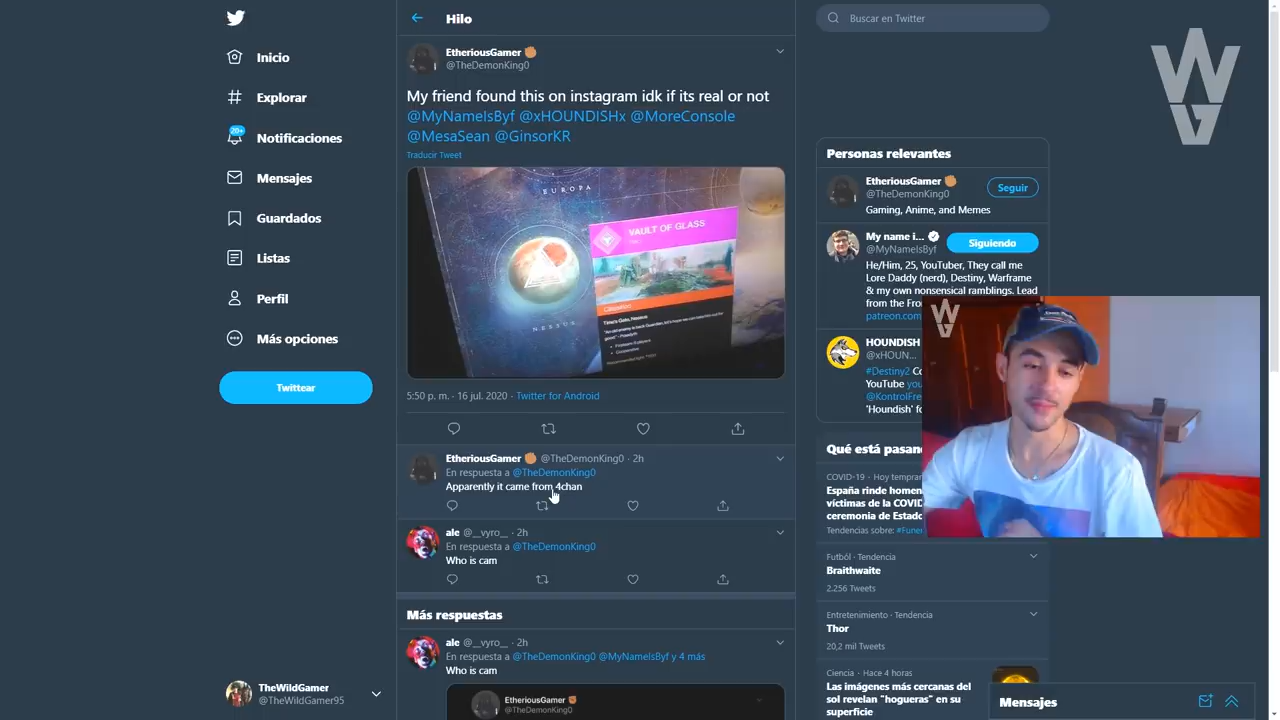 Inicio
Explorar
20+
Notificaciones
Mensajes
Guardados
Listas
Perfil
Más opciones
Twittear
TheWildGamer
@TheWildGamer95
Hilo
EtheriousGamer
@TheDemonKing0
My friend found this on instagram idk if its real or not
@MyNameIsByf @xHOUNDISHx @MoreConsole
@MesaSean @GinsorKR
Traducir Tweet
EUROPA
NESSUS
VAULT OF GLASS
5:50 p. m. · 16 jul. 2020 · Twitter for Android
EtheriousGamer @TheDemonKing0 · 2h
En respuesta a @TheDemonKing0
Apparently it came from 4chan
ale @__vyro__ · 2h
En respuesta a @TheDemonKing0
Who is cam
Más respuestas
ale @__vyro__ · 2h
En respuesta a @TheDemonKing0 @MyNameIsByf y 4 más
Who is cam
EtheriousGamer
@TheDemonKing0
Buscar en Twitter
Personas relevantes
EtheriousGamer
@TheDemonKing0
Seguir
Gaming, Anime, and Memes
My name i...
@MyNameIsByf
Siguiendo
He/Him, 25, YouTuber, They call me
Lore Daddy (nerd), Destiny, Warframe
& my own nonsensical ramblings. Lead
from the Fro
patreon.com
HOUNDISH
@xHOUN...
#Destiny2 Co
YouTube you
@KontrolFre
'Houndish' fo
Qué está pasan
COVID-19 · Hoy tempran
España rinde homen
víctimas de la COVID
ceremonia de Estado
Tendencias sobre: #Funer
Futból · Tendencia
Braithwaite
2.256 Tweets
Entretenimiento · Tendencia
Thor
20,2 mil Tweets
Ciencia · Hace 4 horas
Las imágenes más cercanas del
sol revelan "hogueras" en su
superficie
Mensajes
WG
WG